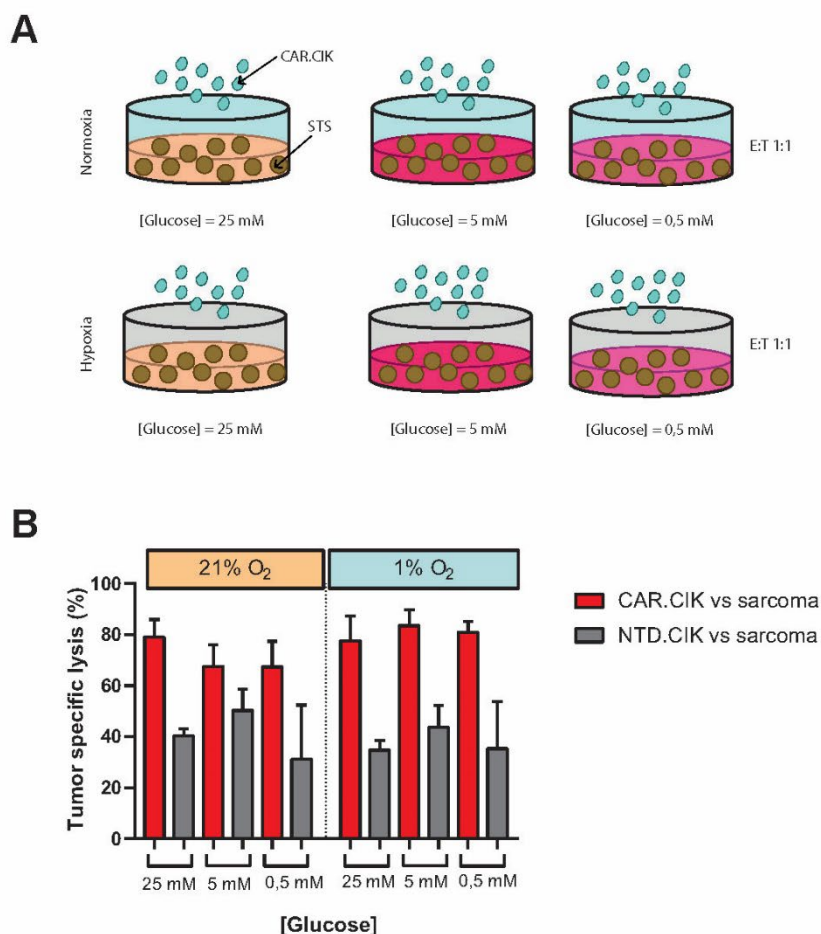 A
CAR.CIK
STS
Normoxia
E:T 1:1
[Glucose] = 25 mM
[Glucose] = 5 mM
[Glucose] = 0,5 mM
Hypoxia
E:T 1:1
[Glucose] = 25 mM
[Glucose] = 5 mM
[Glucose] = 0,5 mM
B
21% O₂
1% O₂
Tumor specific lysis (%)
100
80
60
40
20
0
CAR.CIK vs sarcoma
NTD.CIK vs sarcoma
25 mM
5 mM
0,5 mM
25 mM
5 mM
0,5 mM
[Glucose]